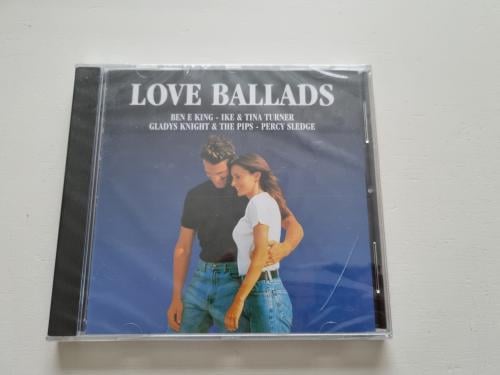 LOVE BALLADS
BEN E KING - IKE & TINA TURNER
GLADYS KNIGHT & THE PIPS - PERCY SLEDGE